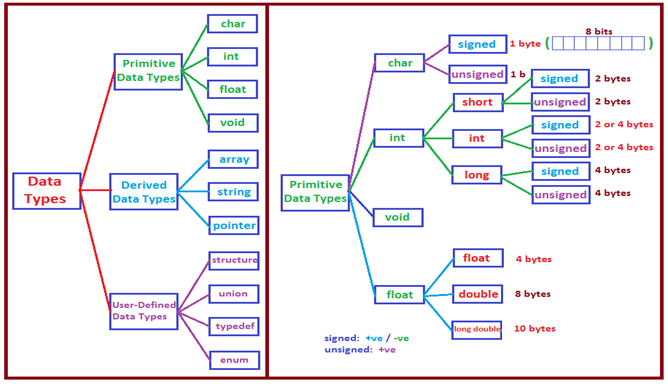 Data
Types
Primitive
Data Types
char
int
float
void
Derived
Data Types
array
string
pointer
User-Defined
Data Types
structure
union
typedef
enum
Primitive
Data Types
char
signed
1 byte
8 bits
( )
unsigned
1 b
int
short
signed
2 bytes
unsigned
2 bytes
int
signed
2 or 4 bytes
unsigned
2 or 4 bytes
long
signed
4 bytes
unsigned
4 bytes
void
float
float
4 bytes
double
8 bytes
long double
10 bytes
signed: +ve / -ve
unsigned: +ve